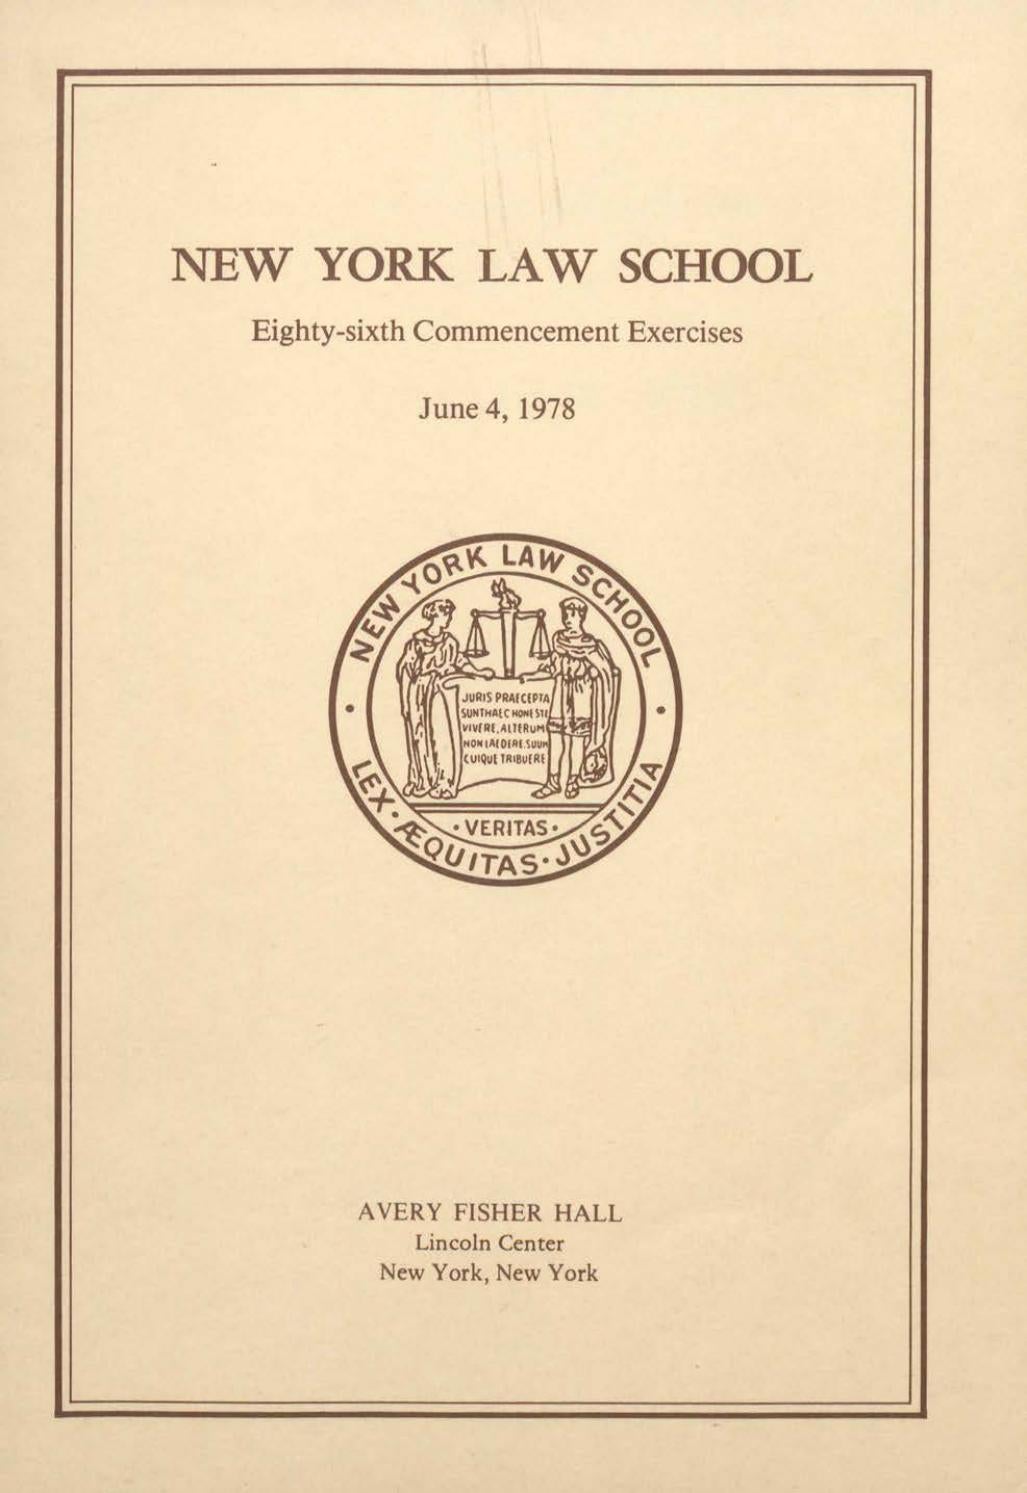 NEW YORK LAW SCHOOL
Eighty-sixth Commencement Exercises
June 4, 1978
NEW YORK LAW SCHOOL
JURIS PRAECEPTA
SUNT HAEC HONESTE
VIVERE, ALTERUM
NON LAEDERE, SUUM
CUIQUE TRIBUERE
· VERITAS ·
LEX · ÆQUITAS · JUSTITIA
AVERY FISHER HALL
Lincoln Center
New York, New York